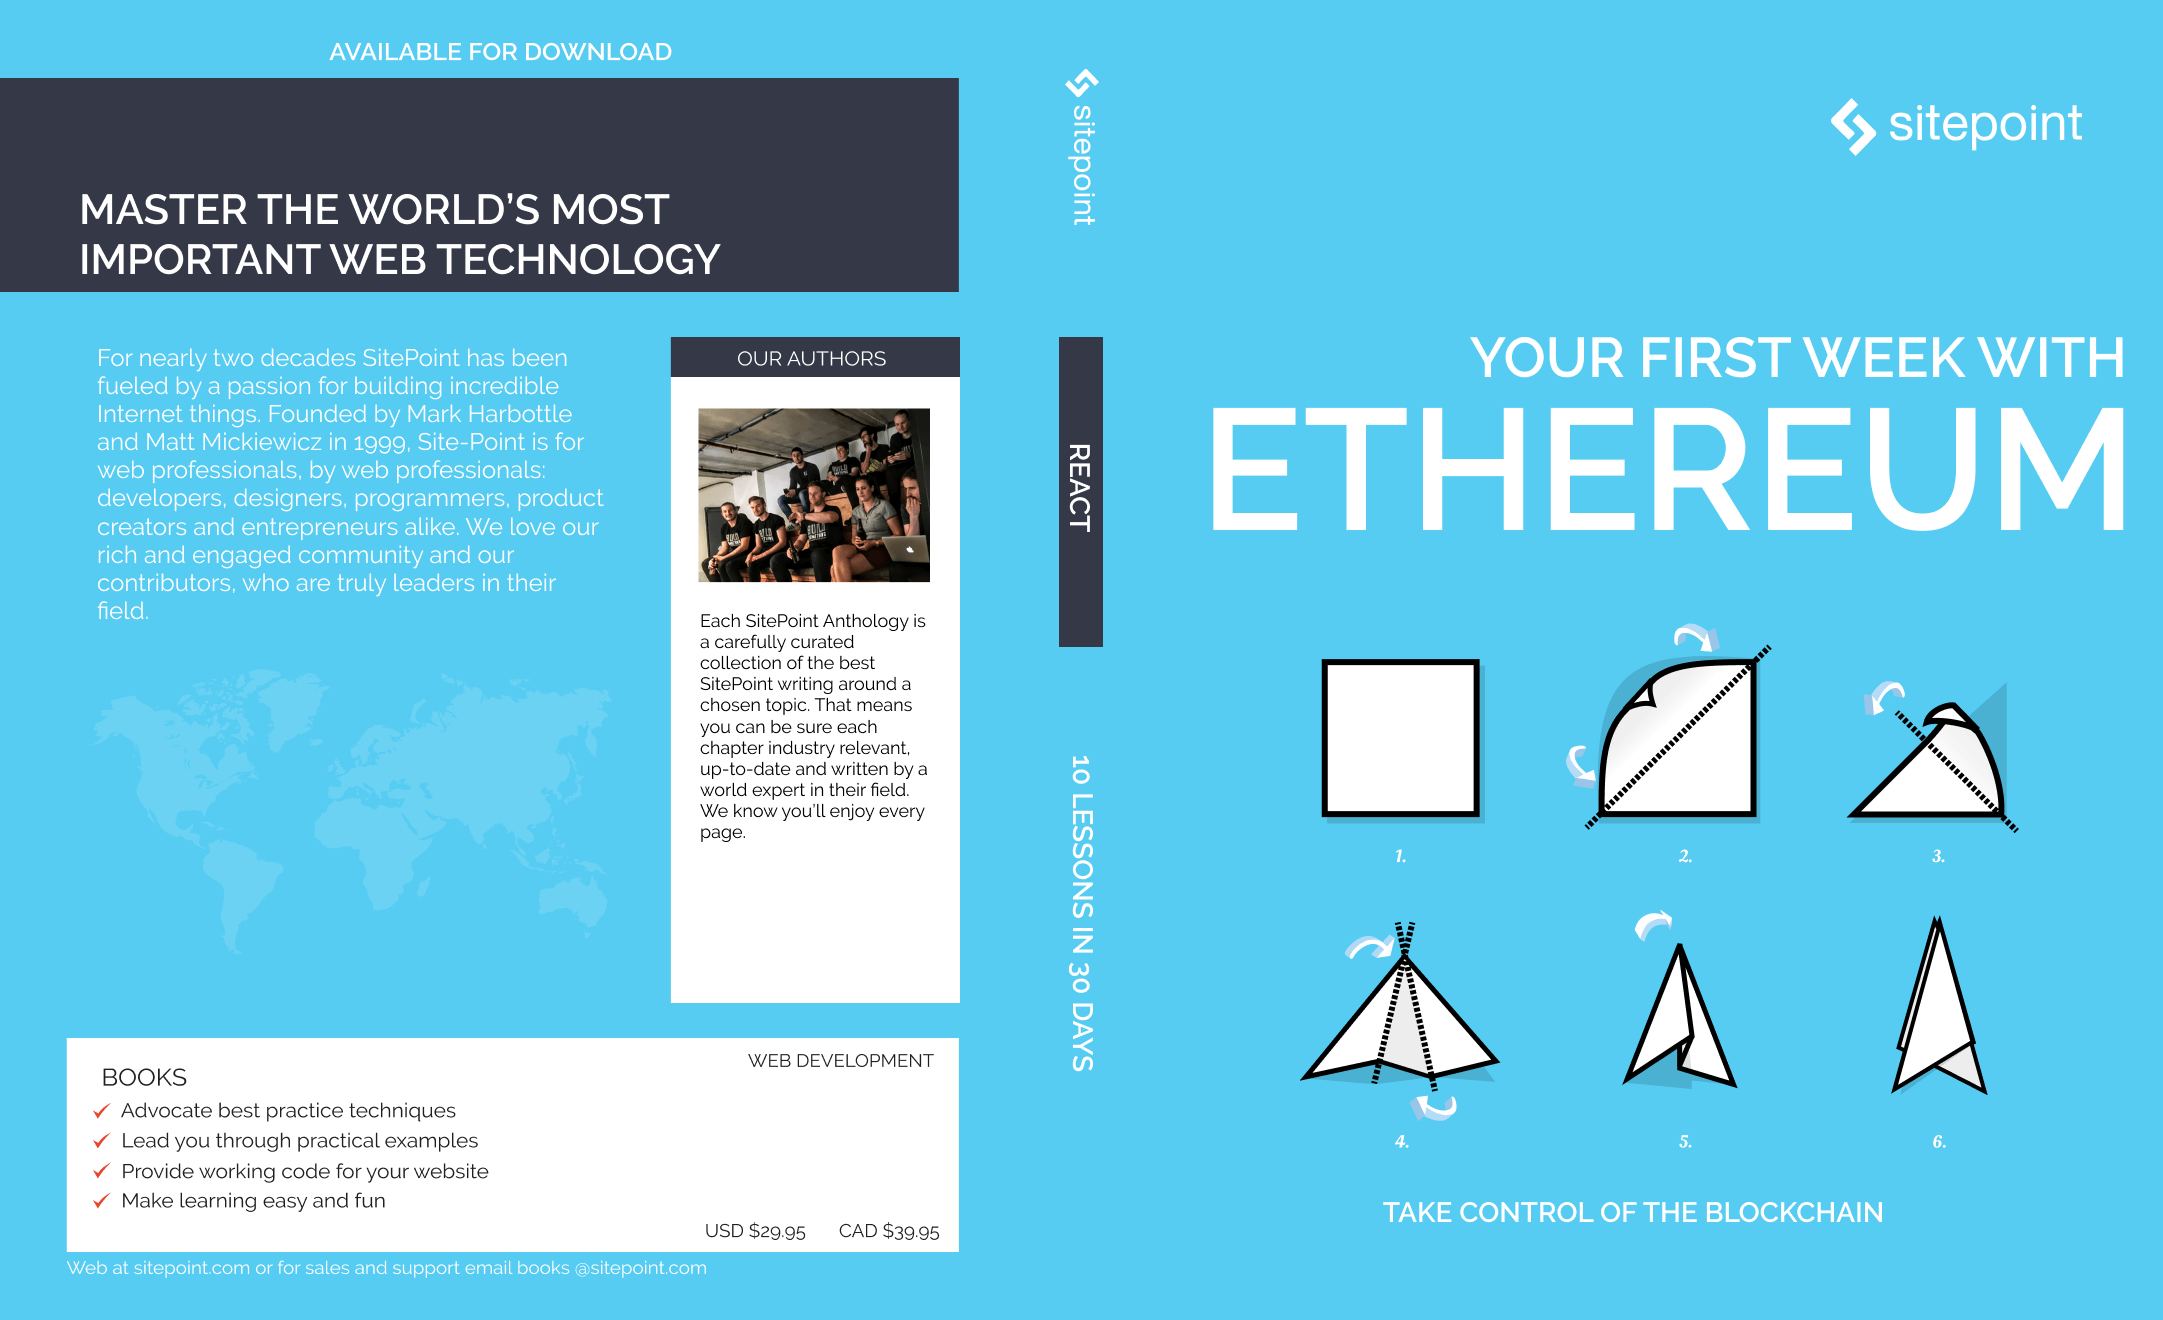 AVAILABLE FOR DOWNLOAD
MASTER THE WORLD’S MOST
IMPORTANT WEB TECHNOLOGY
For nearly two decades SitePoint has been
fueled by a passion for building incredible
Internet things. Founded by Mark Harbottle
and Matt Mickiewicz in 1999, Site-Point is for
web professionals, by web professionals:
developers, designers, programmers, product
creators and entrepreneurs alike. We love our
rich and engaged community and our
contributors, who are truly leaders in their
field.
OUR AUTHORS
Each SitePoint Anthology is
a carefully curated
collection of the best
SitePoint writing around a
chosen topic. That means
you can be sure each
chapter industry relevant,
up-to-date and written by a
world expert in their field.
We know you’ll enjoy every
page.
WEB DEVELOPMENT
BOOKS
Advocate best practice techniques
Lead you through practical examples
Provide working code for your website
Make learning easy and fun
USD $29.95 CAD $39.95
Web at sitepoint.com or for sales and support email books @sitepoint.com
sitepoint
REACT
10 LESSONS IN 30 DAYS
sitepoint
YOUR FIRST WEEK WITH
ETHEREUM
1.
2.
3.
4.
5.
6.
TAKE CONTROL OF THE BLOCKCHAIN